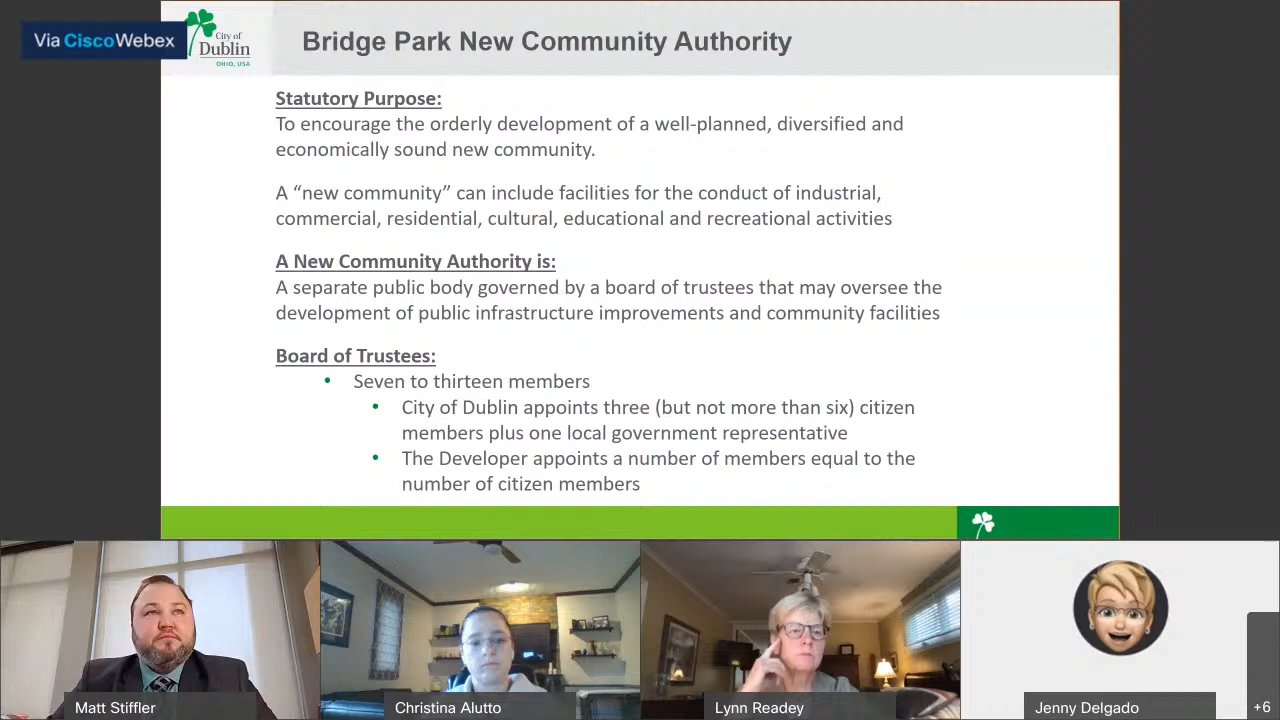 Via CiscoWebex
City of
Dublin
OHIO, USA
Bridge Park New Community Authority
Statutory Purpose:
To encourage the orderly development of a well-planned, diversified and
economically sound new community.
A “new community” can include facilities for the conduct of industrial,
commercial, residential, cultural, educational and recreational activities
A New Community Authority is:
A separate public body governed by a board of trustees that may oversee the
development of public infrastructure improvements and community facilities
Board of Trustees:
• Seven to thirteen members
• City of Dublin appoints three (but not more than six) citizen
members plus one local government representative
• The Developer appoints a number of members equal to the
number of citizen members
Matt Stiffler
Christina Alutto
Lynn Readey
Jenny Delgado
+6